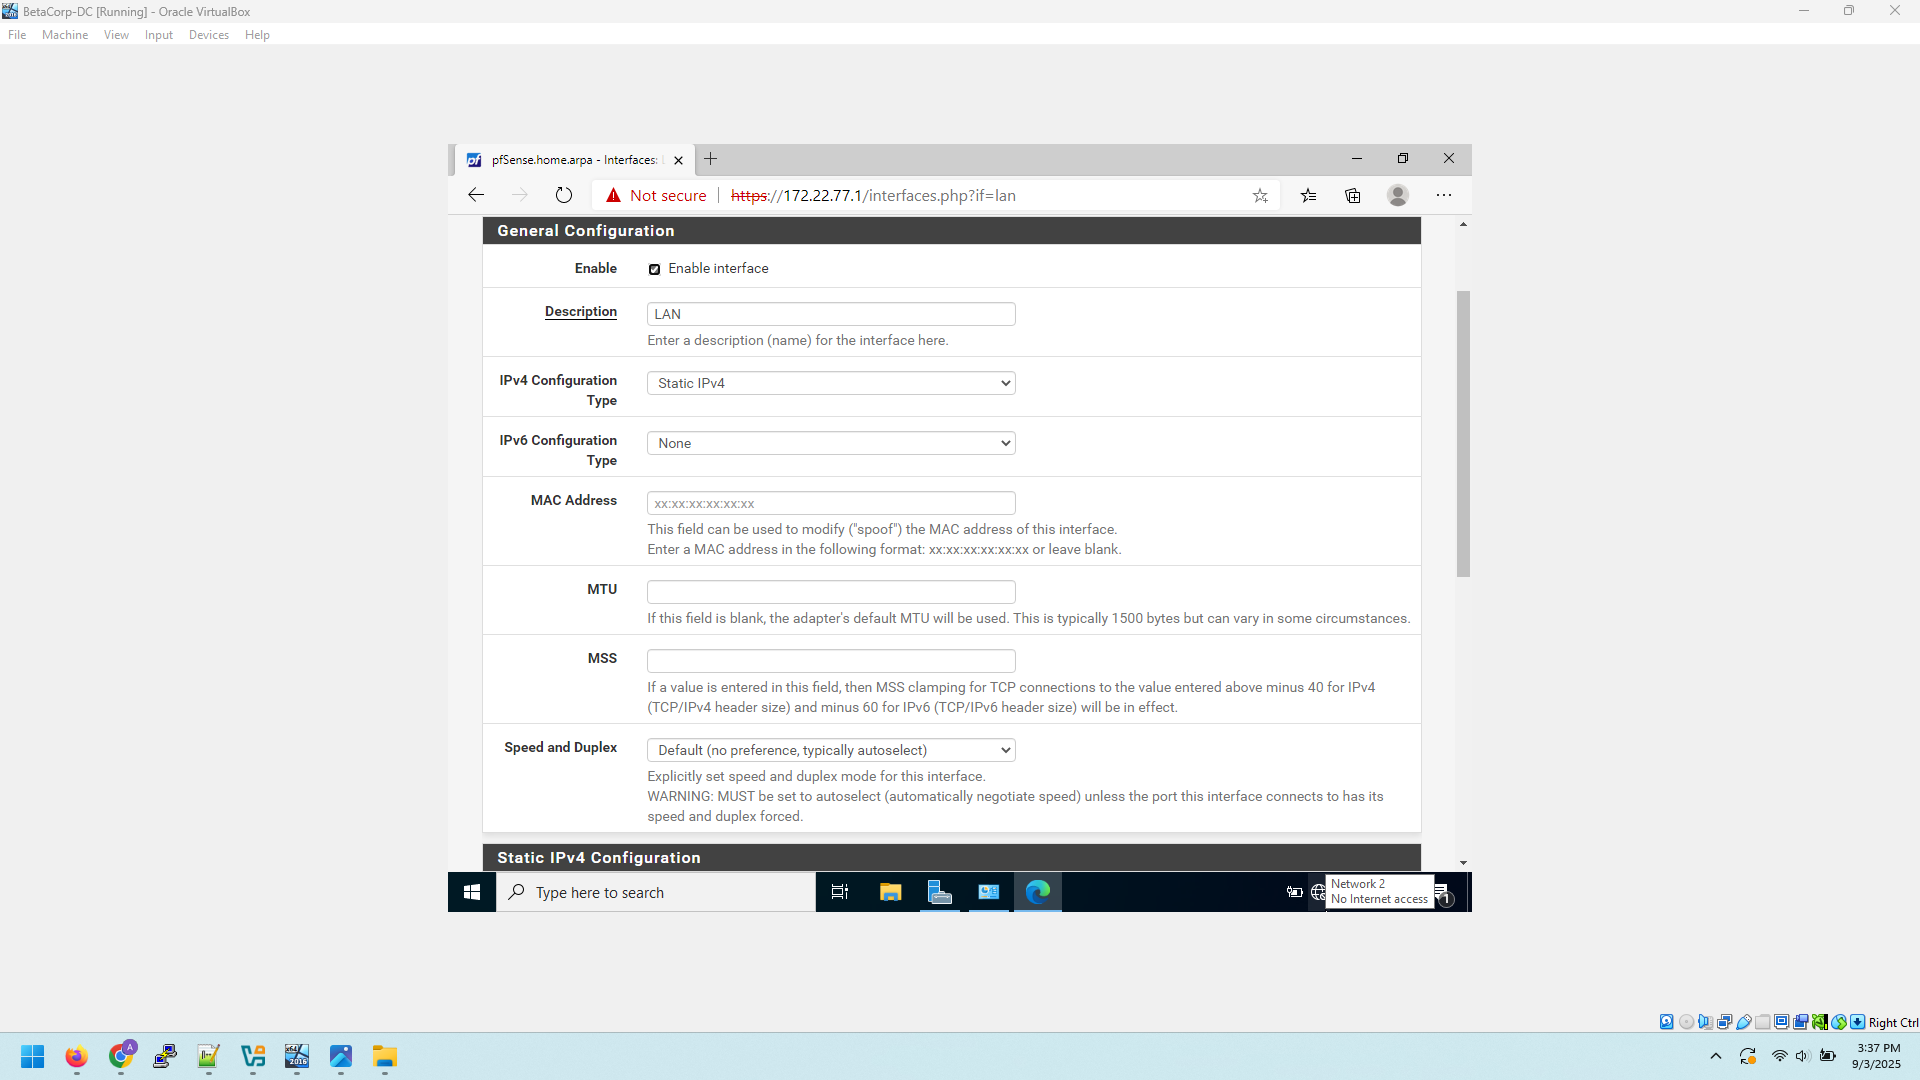 BetaCorp-DC [Running] - Oracle VirtualBox
File Machine View Input Devices Help
pfSense.home.arpa - Interfaces:
Not secure https://172.22.77.1/interfaces.php?if=lan
General Configuration
Enable Enable interface
Description LAN
Enter a description (name) for the interface here.
IPv4 Configuration Type Static IPv4
IPv6 Configuration Type None
MAC Address xx:xx:xx:xx:xx:xx
This field can be used to modify ("spoof") the MAC address of this interface.
Enter a MAC address in the following format: xx:xx:xx:xx:xx:xx or leave blank.
MTU
If this field is blank, the adapter's default MTU will be used. This is typically 1500 bytes but can vary in some circumstances.
MSS
If a value is entered in this field, then MSS clamping for TCP connections to the value entered above minus 40 for IPv4
(TCP/IPv4 header size) and minus 60 for IPv6 (TCP/IPv6 header size) will be in effect.
Speed and Duplex Default (no preference, typically autoselect)
Explicitly set speed and duplex mode for this interface.
WARNING: MUST be set to autoselect (automatically negotiate speed) unless the port this interface connects to has its
speed and duplex forced.
Static IPv4 Configuration
Type here to search
Network 2
No Internet access
1
Right Ctrl
A
2016
3:37 PM
9/3/2025